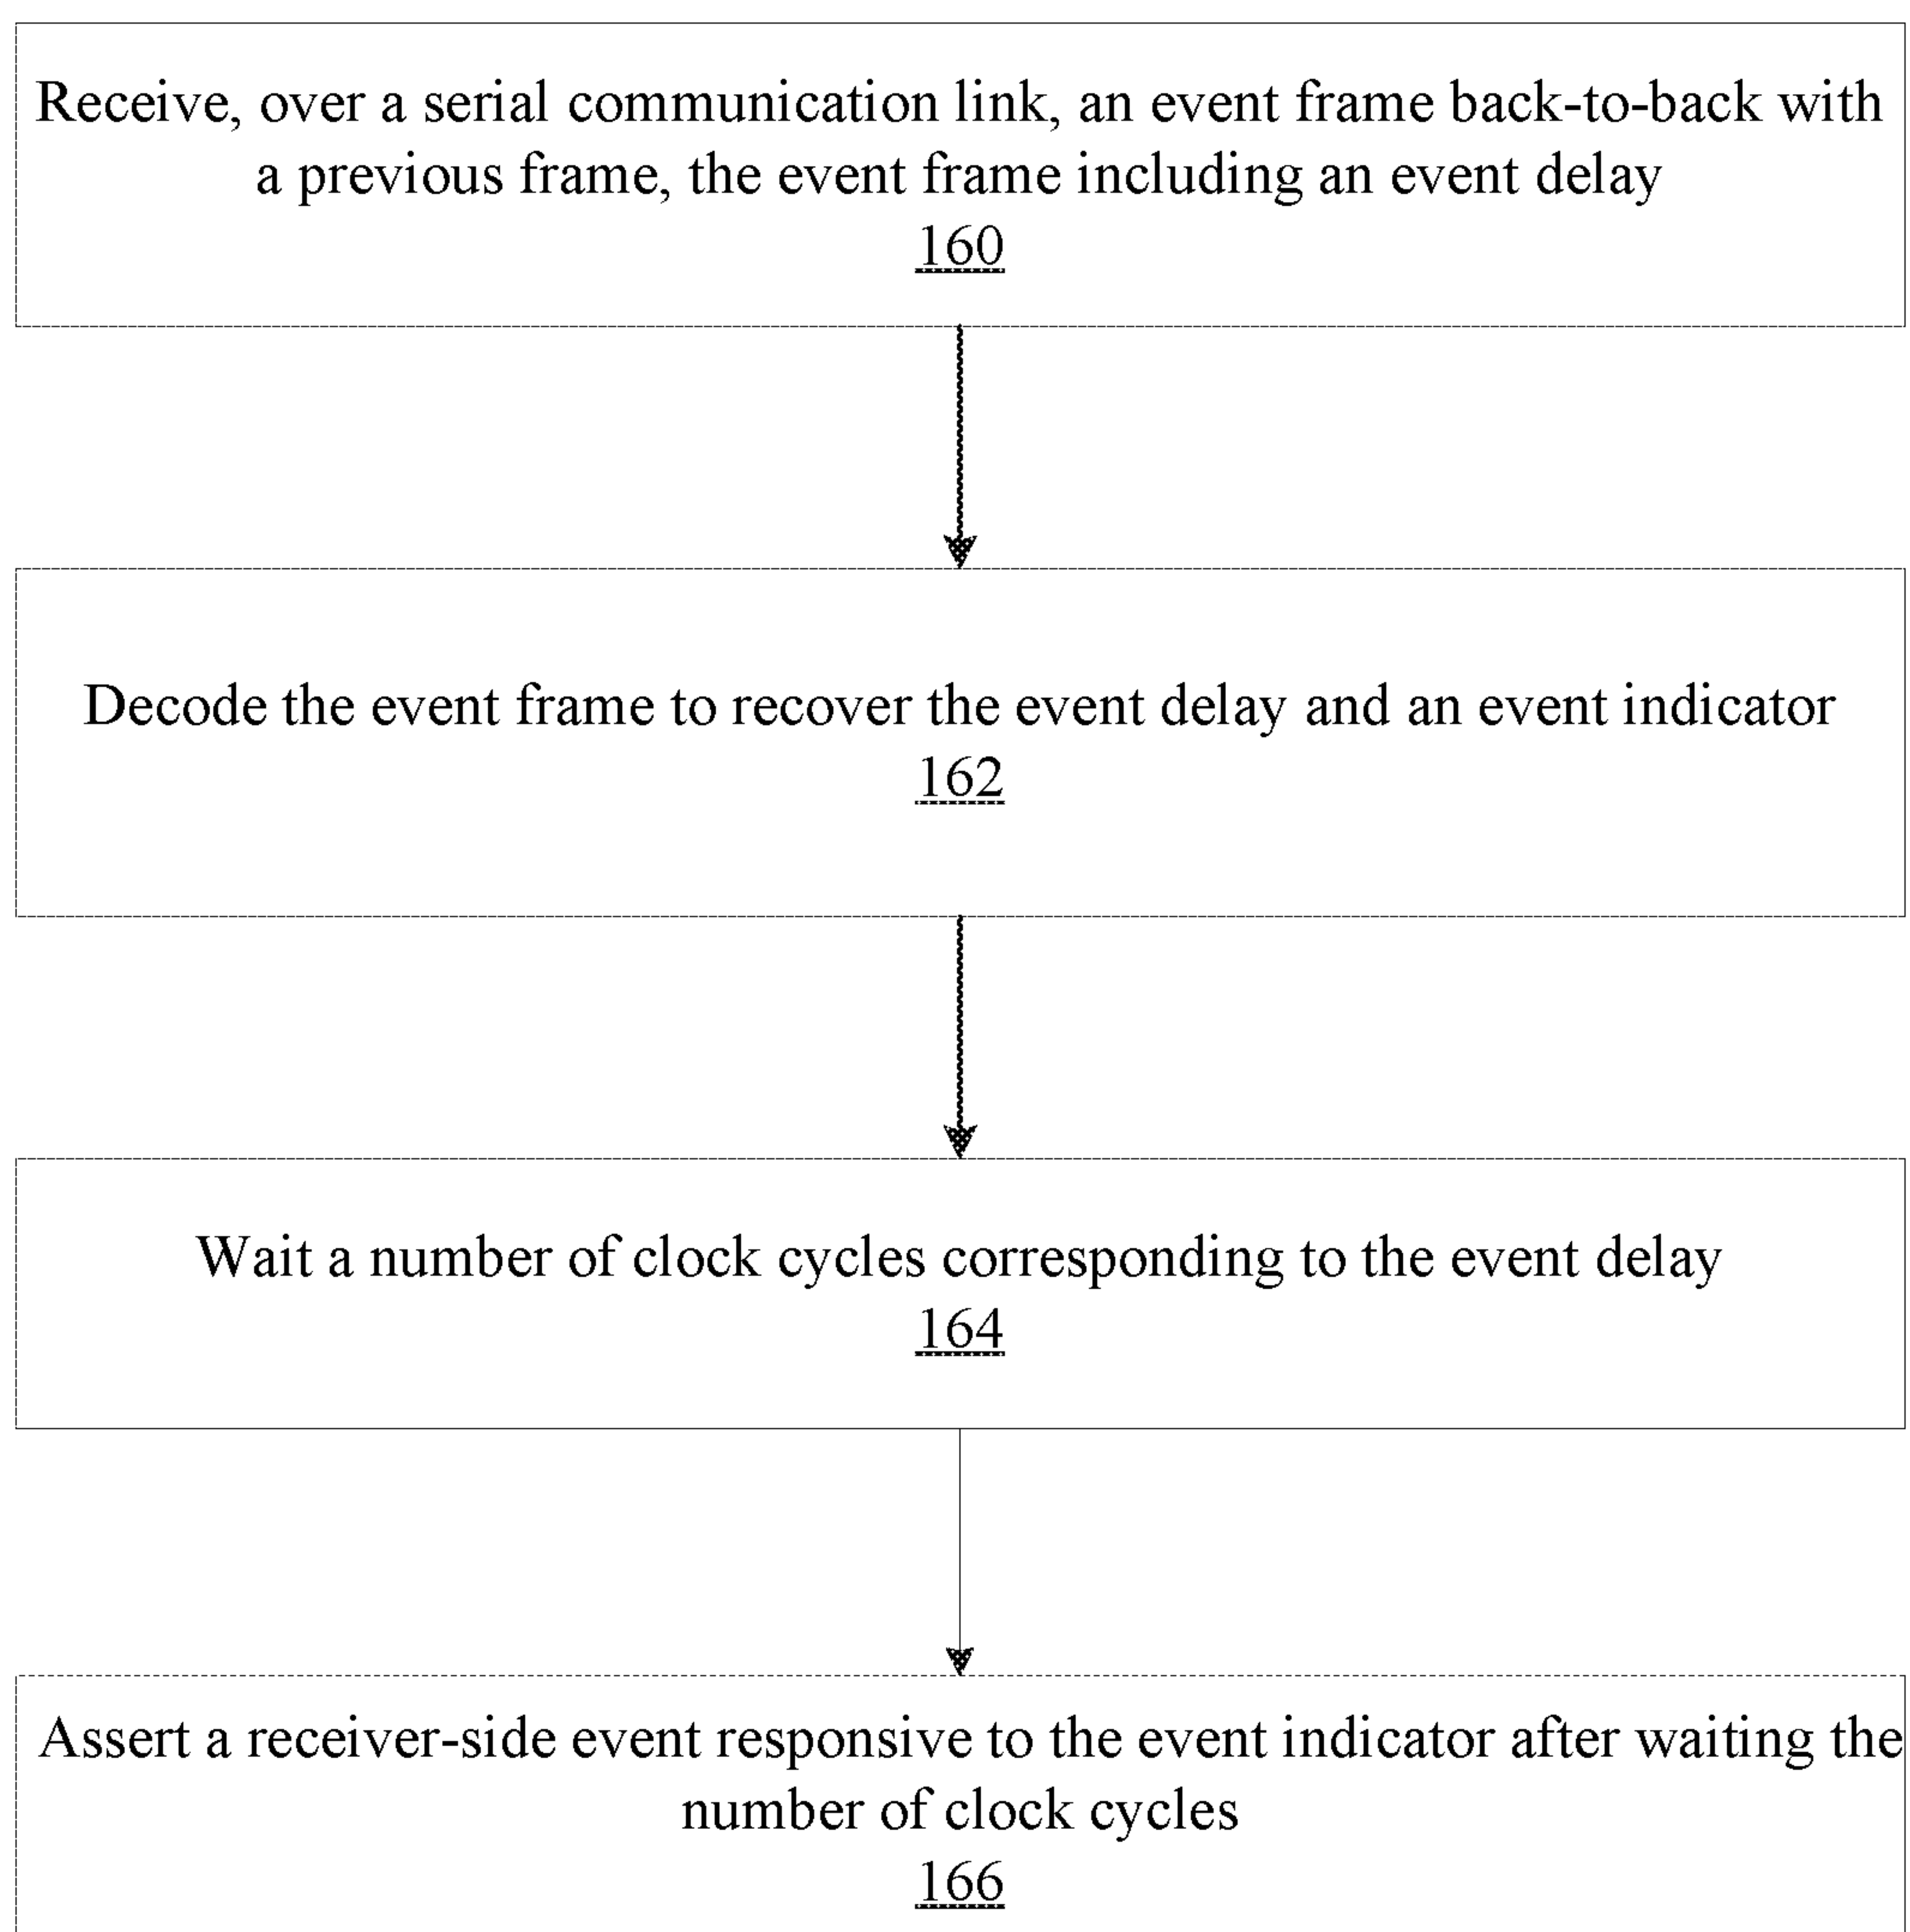 Receive, over a serial communication link, an event frame back-to-back with
a previous frame, the event frame including an event delay
160
Decode the event frame to recover the event delay and an event indicator
162
Wait a number of clock cycles corresponding to the event delay
164
Assert a receiver-side event responsive to the event indicator after waiting the
number of clock cycles
166